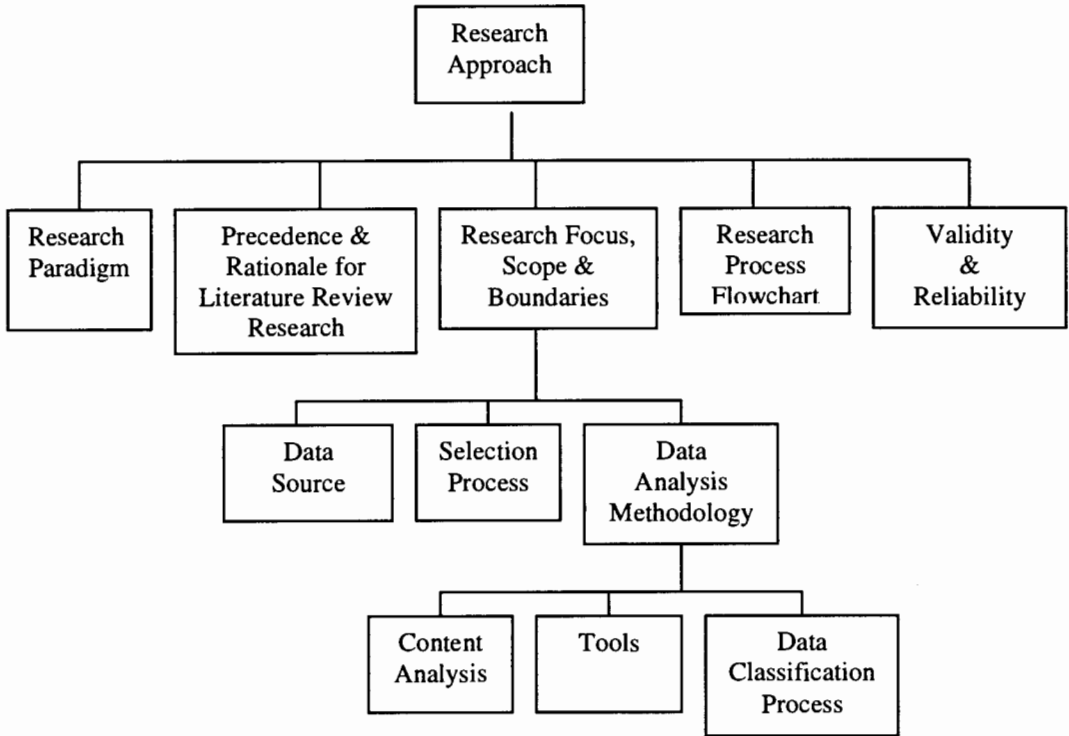 Research
Approach
Research
Paradigm
Precedence &
Rationale for
Literature Review
Research
Research Focus,
Scope &
Boundaries
Research
Process
Flowchart
Validity
&
Reliability
Data
Source
Selection
Process
Data
Analysis
Methodology
Content
Analysis
Tools
Data
Classification
Process